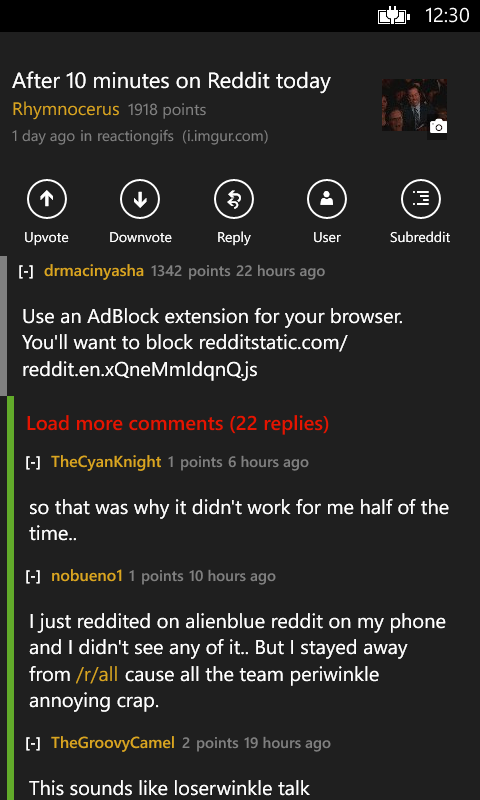 12:30
After 10 minutes on Reddit today
Rhymnocerus 1918 points
1 day ago in reactiongifs (i.imgur.com)
Upvote Downvote Reply User Subreddit
[-] drmacinyasha 1342 points 22 hours ago
Use an AdBlock extension for your browser.
You'll want to block redditstatic.com/
reddit.en.xQneMmIdqnQ.js
Load more comments (22 replies)
[-] TheCyanKnight 1 points 6 hours ago
so that was why it didn't work for me half of the
time..
[-] nobueno1 1 points 10 hours ago
I just reddited on alienblue reddit on my phone
and I didn't see any of it.. But I stayed away
from /r/all cause all the team periwinkle
annoying crap.
[-] TheGroovyCamel 2 points 19 hours ago
This sounds like loserwinkle talk